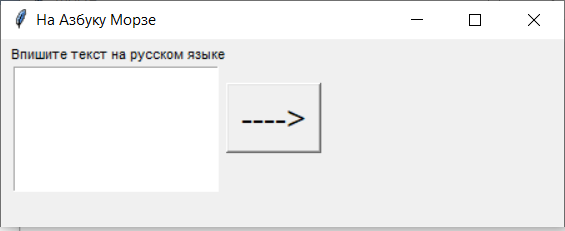 На Азбуку Морзе
Впишите текст на русском языке
---->